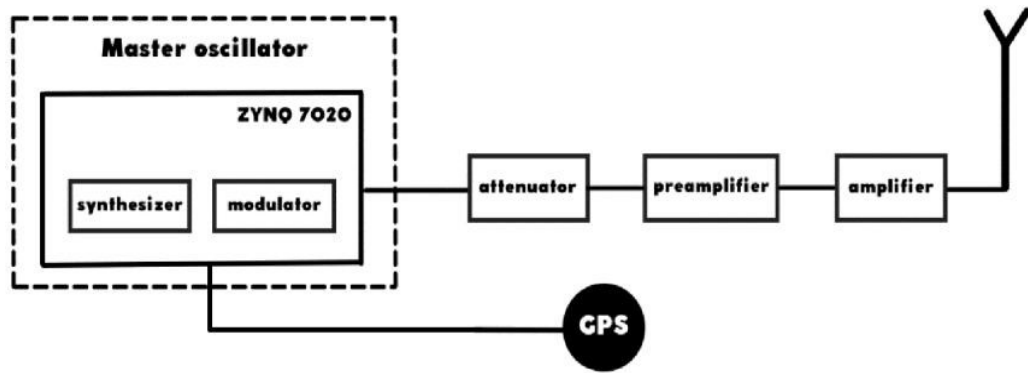 Master oscillator
ZYNQ 7020
synthesizer
modulator
attenuator
preamplifier
amplifier
GPS